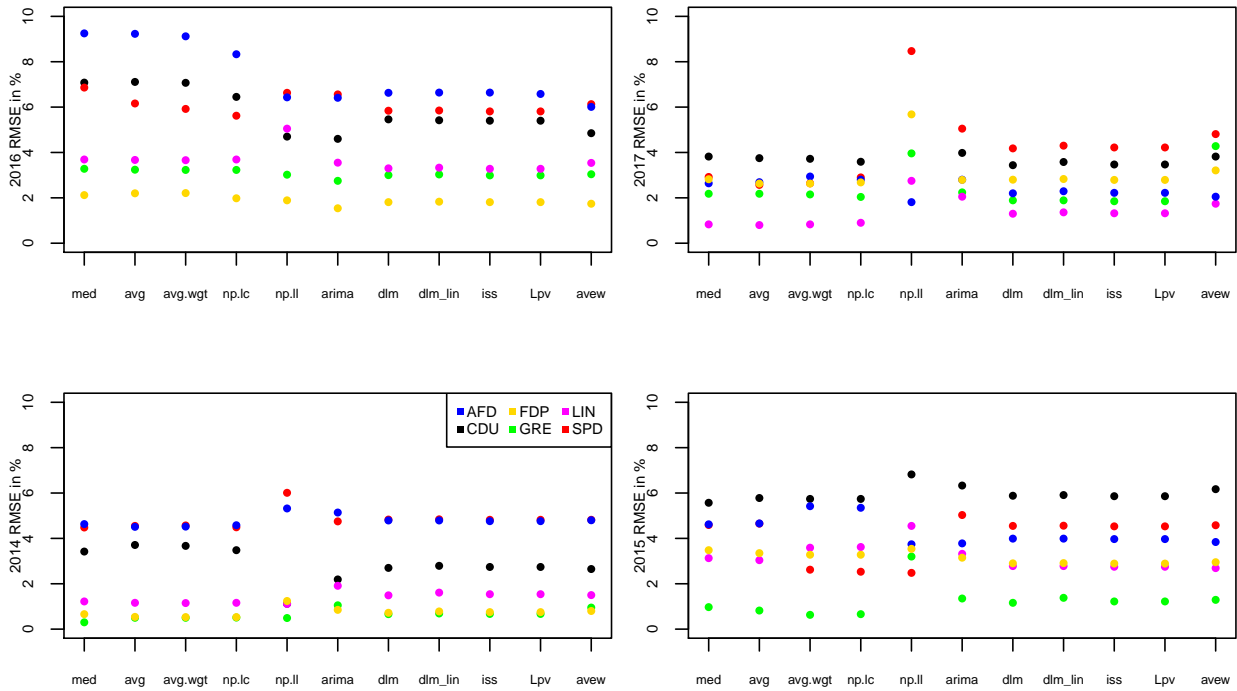 2016 RMSE in %
0 2 4 6 8 10
med avg avg.wgt np.lc np.ll arima dlm dlm_lin iss Lpv avew
2017 RMSE in %
0 2 4 6 8 10
med avg avg.wgt np.lc np.ll arima dlm dlm_lin iss Lpv avew
2014 RMSE in %
0 2 4 6 8 10
AFD FDP LIN
CDU GRE SPD
med avg avg.wgt np.lc np.ll arima dlm dlm_lin iss Lpv avew
2015 RMSE in %
0 2 4 6 8 10
med avg avg.wgt np.lc np.ll arima dlm dlm_lin iss Lpv avew